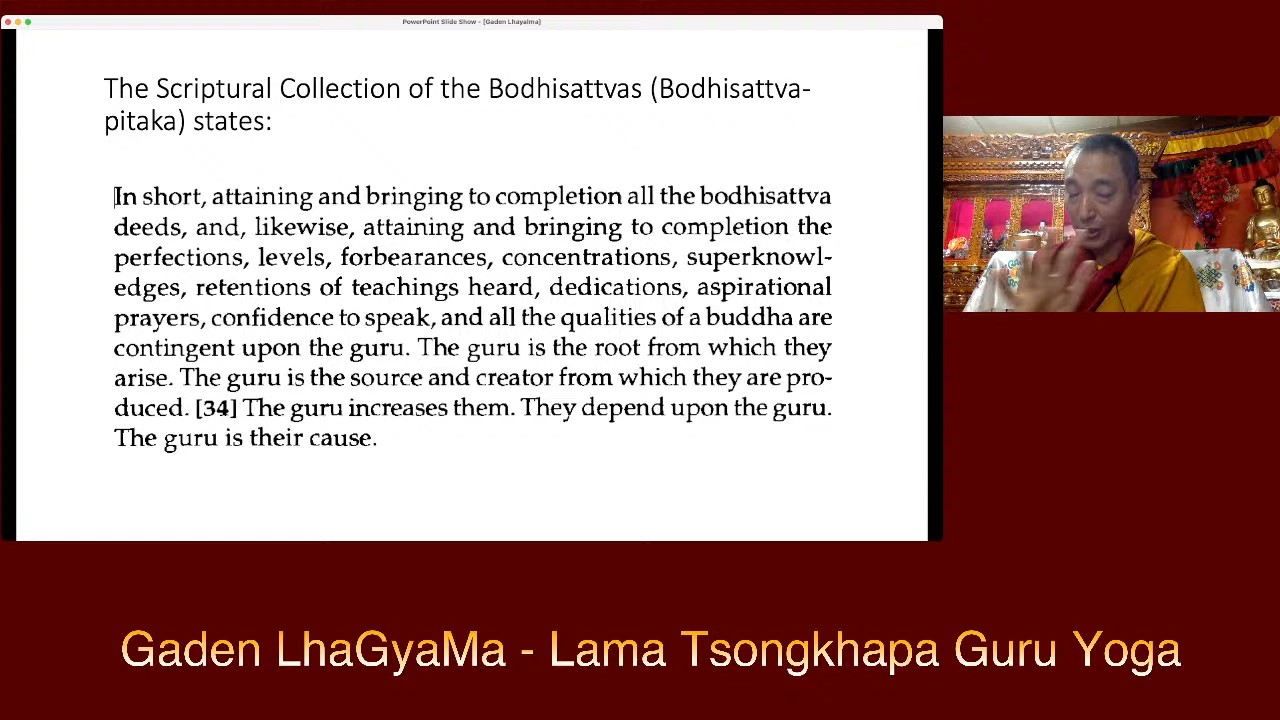 PowerPoint Slide Show - [Gaden Lhayalma]
The Scriptural Collection of the Bodhisattvas (Bodhisattva-
pitaka) states:
In short, attaining and bringing to completion all the bodhisattva
deeds, and, likewise, attaining and bringing to completion the
perfections, levels, forbearances, concentrations, superknowl-
edges, retentions of teachings heard, dedications, aspirational
prayers, confidence to speak, and all the qualities of a buddha are
contingent upon the guru. The guru is the root from which they
arise. The guru is the source and creator from which they are pro-
duced. [34] The guru increases them. They depend upon the guru.
The guru is their cause.
Gaden LhaGyaMa - Lama Tsongkhapa Guru Yoga